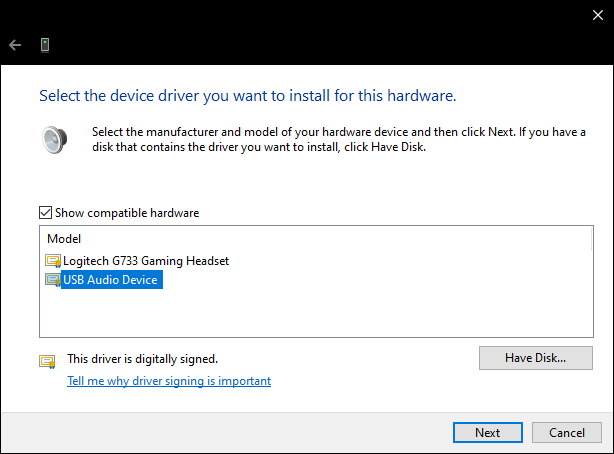 Select the device driver you want to install for this hardware.
Select the manufacturer and model of your hardware device and then click Next. If you have a
disk that contains the driver you want to install, click Have Disk.
Show compatible hardware
Model
Logitech G733 Gaming Headset
USB Audio Device
This driver is digitally signed.
Have Disk...
Tell me why driver signing is important
Next
Cancel